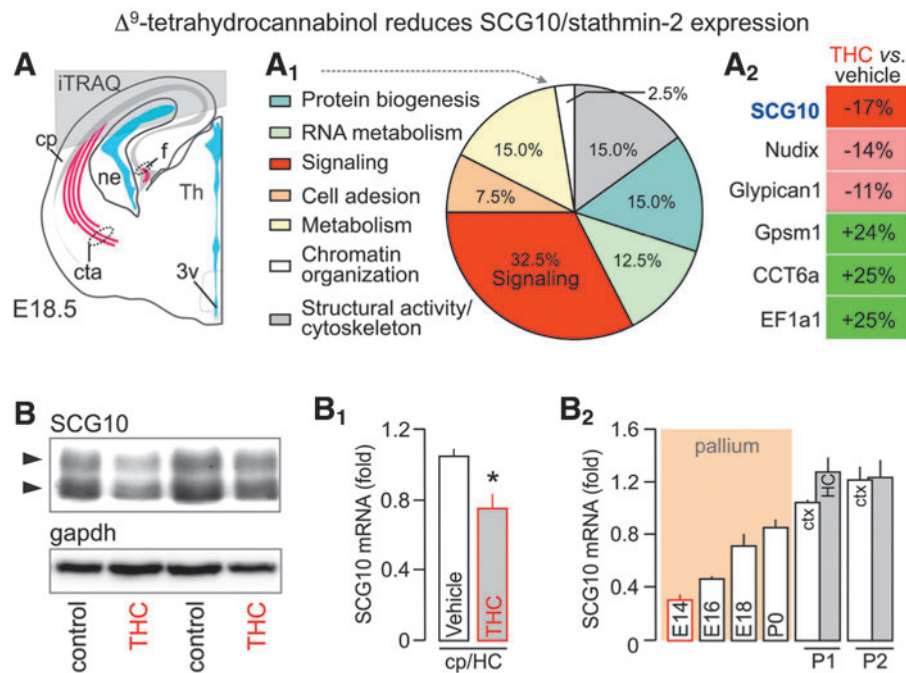 Δ⁹-tetrahydrocannabinol reduces SCG10/stathmin-2 expression
A
iTRAQ
cp
f
ne
Th
cta
3v
E18.5
A₁
Protein biogenesis
RNA metabolism
Signaling
Cell adesion
Metabolism
Chromatin
organization
Structural activity/
cytoskeleton
2.5%
15.0%
15.0%
15.0%
7.5%
12.5%
32.5%
Signaling
A₂
THC vs.
vehicle
SCG10 -17%
Nudix -14%
Glypican1 -11%
Gpsm1 +24%
CCT6a +25%
EF1a1 +25%
B
SCG10
gapdh
control
THC
control
THC
B₁
SCG10 mRNA (fold)
1.2
0.8
0.4
0
Vehicle
THC
*
cp/HC
B₂
SCG10 mRNA (fold)
1.6
1.2
0.8
0.4
0
pallium
E14
E16
E18
P0
ctx
HC
ctx
P1
P2